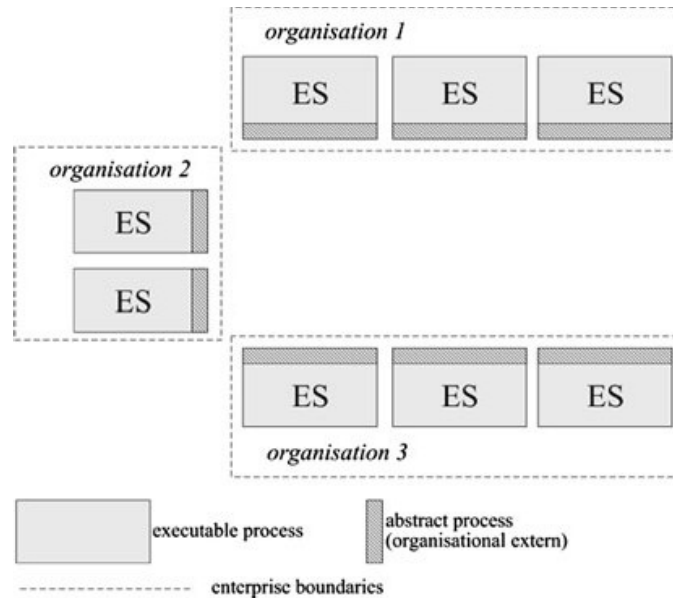 organisation 1
ES ES ES
organisation 2
ES
ES
ES ES ES
organisation 3
executable process
abstract process
(organisational extern)
enterprise boundaries